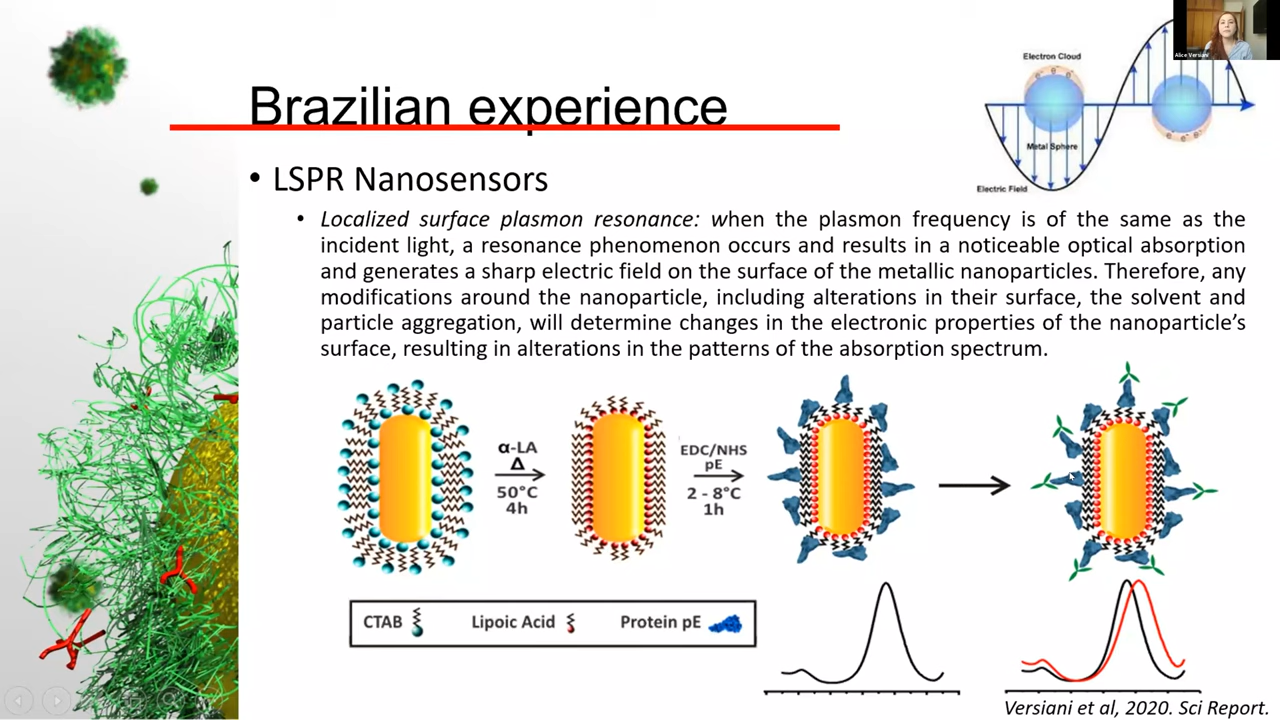 Alice Versiani
Electron Cloud
e⁻ e⁻ e⁻
Metal Sphere
e⁻ e⁻ e⁻
Electric Field
Brazilian experience
• LSPR Nanosensors
• Localized surface plasmon resonance: when the plasmon frequency is of the same as the
incident light, a resonance phenomenon occurs and results in a noticeable optical absorption
and generates a sharp electric field on the surface of the metallic nanoparticles. Therefore, any
modifications around the nanoparticle, including alterations in their surface, the solvent and
particle aggregation, will determine changes in the electronic properties of the nanoparticle’s
surface, resulting in alterations in the patterns of the absorption spectrum.
α-LA
Δ
50°C
4h
EDC/NHS
pE
2 - 8°C
1h
CTAB
Lipoic Acid
Protein pE
Versiani et al, 2020. Sci Report.